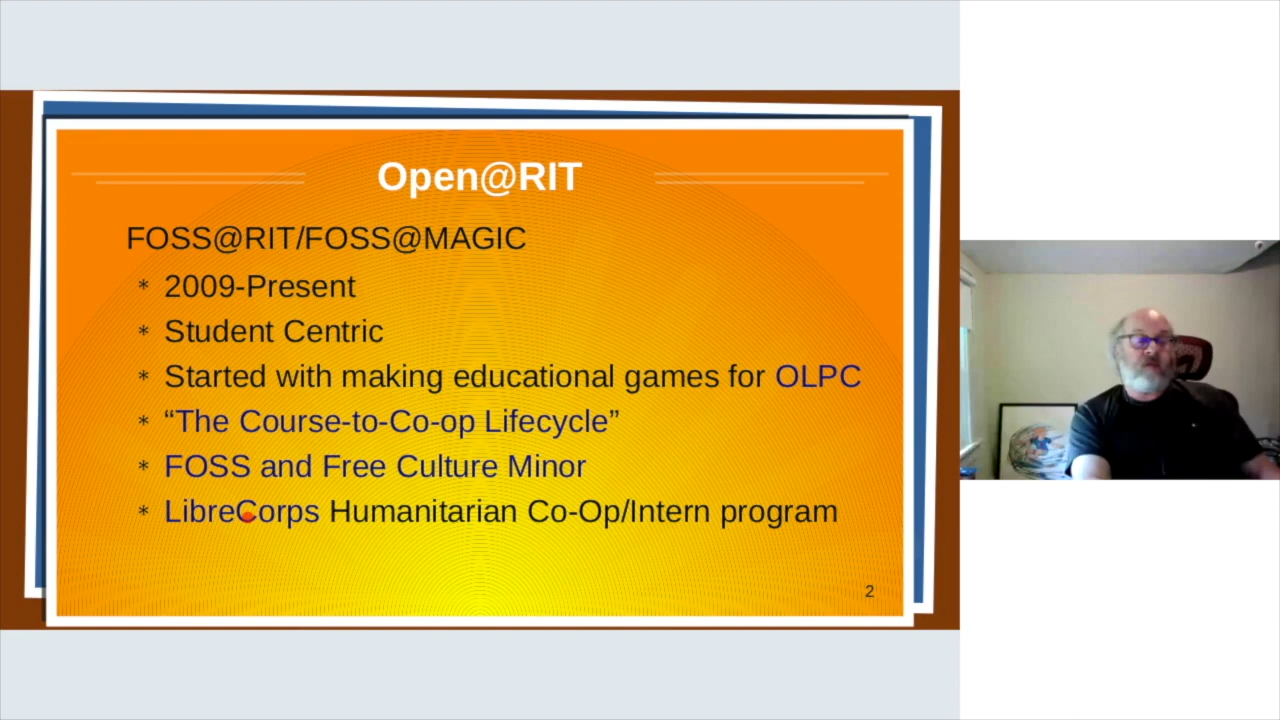 Open@RIT
FOSS@RIT/FOSS@MAGIC
* 2009-Present
* Student Centric
* Started with making educational games for OLPC
* “The Course-to-Co-op Lifecycle”
* FOSS and Free Culture Minor
* LibreCorps Humanitarian Co-Op/Intern program
2